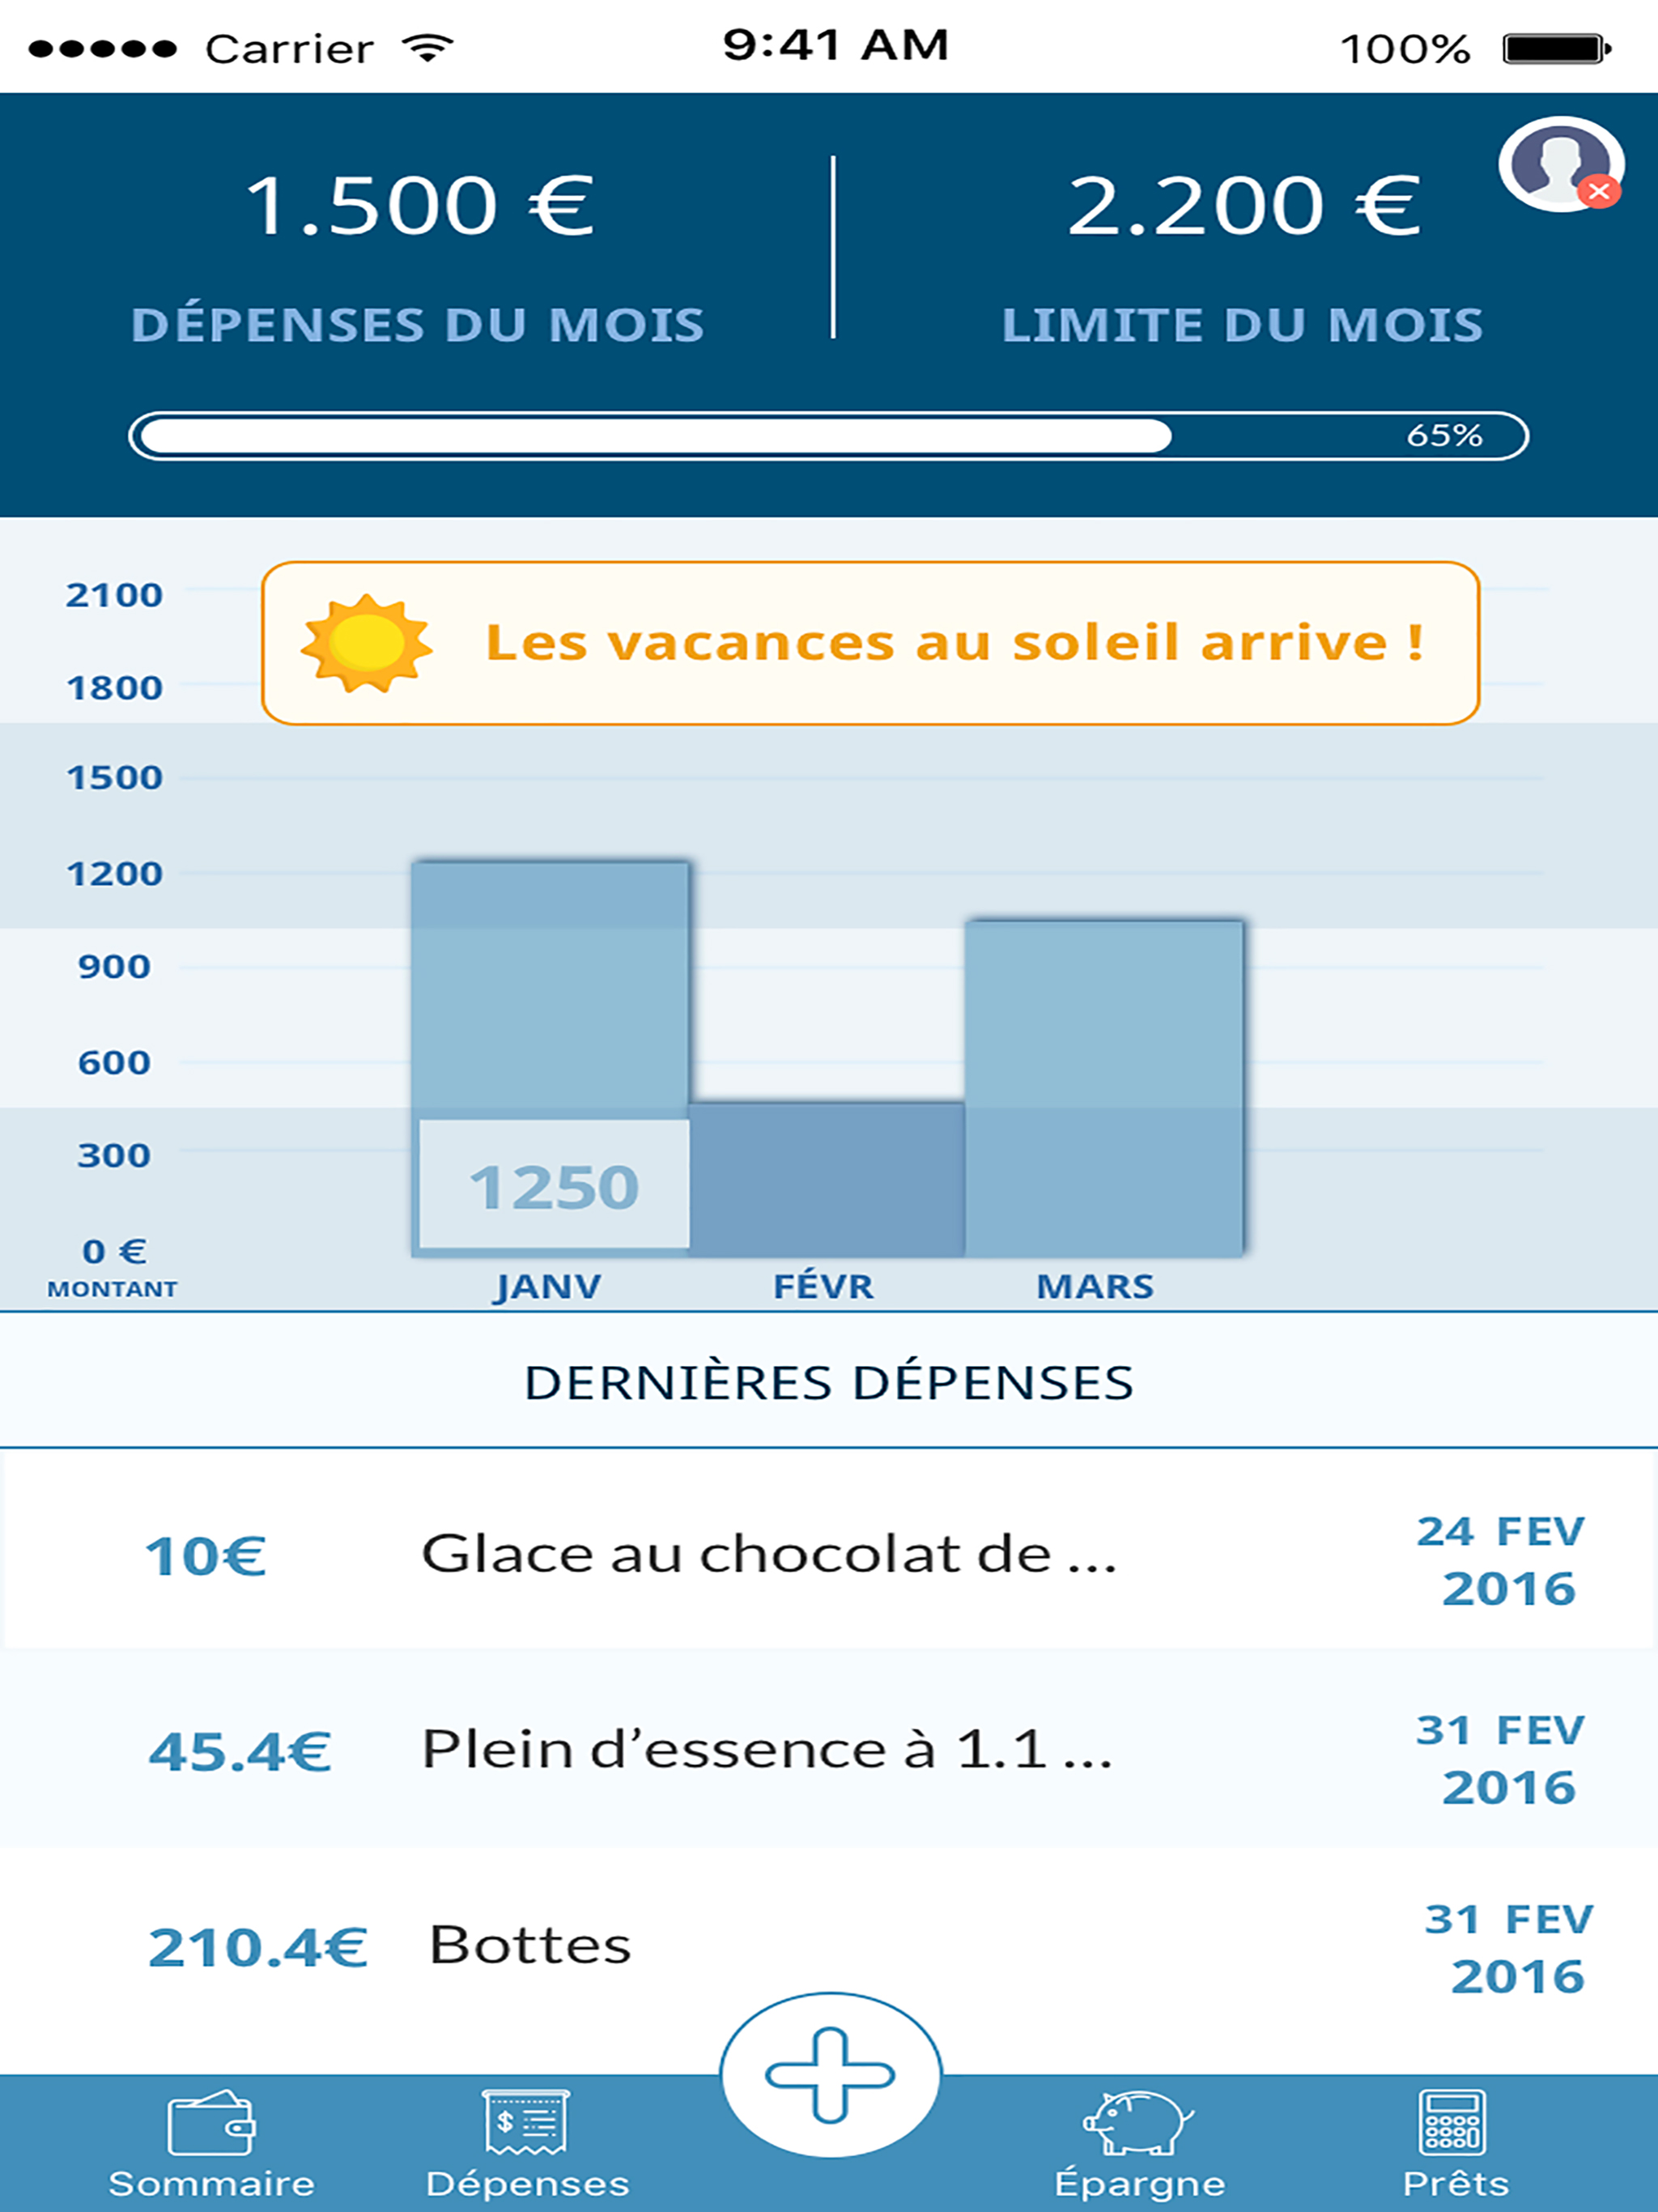 Carrier 9:41 AM 100%
1.500 € 2.200 €
DÉPENSES DU MOIS LIMITE DU MOIS
65%
2100
Les vacances au soleil arrive !
1800
1500
1200
900
600
300
1250
0 €
MONTANT JANV FÉVR MARS
DERNIÈRES DÉPENSES
10€ Glace au chocolat de ... 24 FEV
2016
45.4€ Plein d’essence à 1.1 ... 31 FEV
2016
210.4€ Bottes 31 FEV
2016
$
Sommaire Dépenses Épargne Prêts